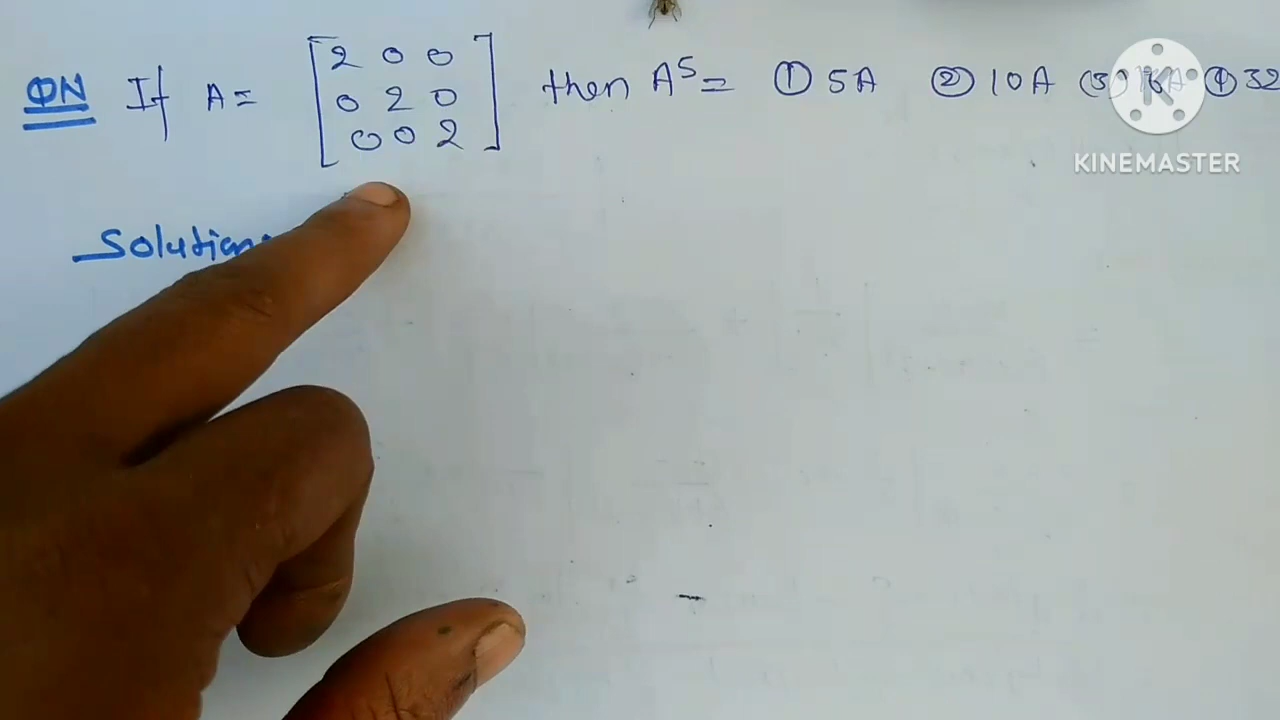 QN If A = [2 0 0 then A⁵ = ① 5A ② 10A ④ 32
0 2 0
0 0 2]
Solution
KINEMASTER